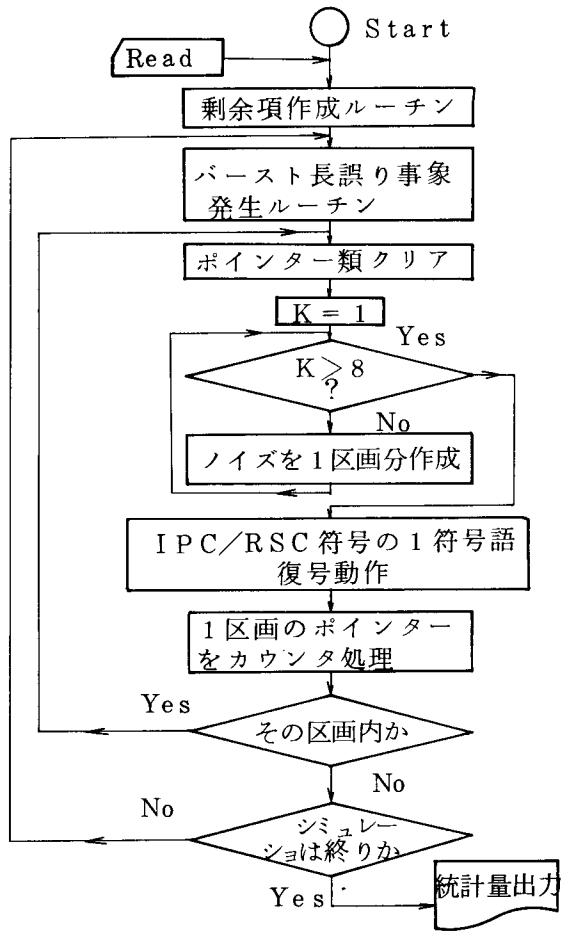 Start
Read
剰余項作成ルーチン
バースト長誤り事象
発生ルーチン
ポインター類クリア
K = 1
Yes
K＞8
?
No
ノイズを1区画分作成
IPC／RSC符号の1符号語
復号動作
1区画のポインター
をカウンタ処理
Yes
その区画内か
No
No
シミュレー
ショは終りか
Yes
統計量出力